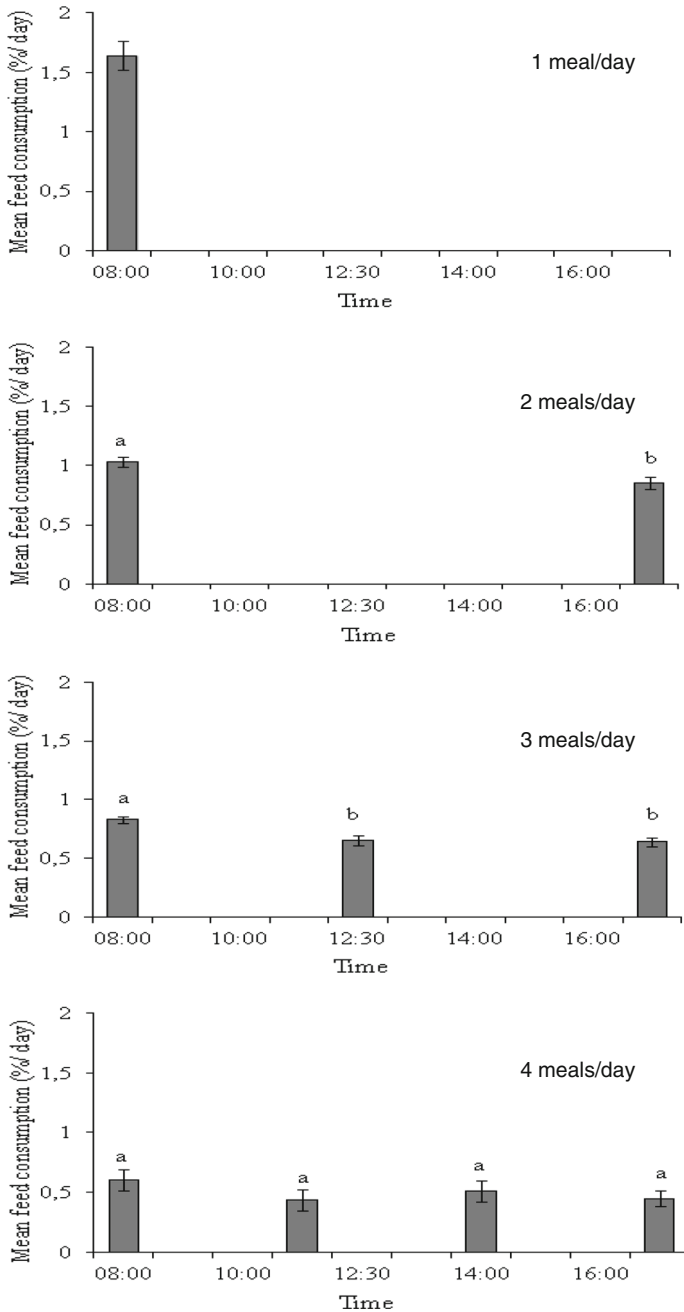 Mean feed consumption (%/ day)
2
1,5
1
0,5
0
1 meal/day
08:00 10:00 12:30 14:00 16:00
Time
Mean feed consumption (%/ day)
2
1,5
1
0,5
0
2 meals/day
a
b
08:00 10:00 12:30 14:00 16:00
Time
Mean feed consumption (%/ day)
2
1,5
1
0,5
0
3 meals/day
a
b
b
08:00 10:00 12:30 14:00 16:00
Time
Mean feed consumption (%/ day)
2
1,5
1
0,5
0
4 meals/day
a
a
a
a
08:00 10:00 12:30 14:00 16:00
Time